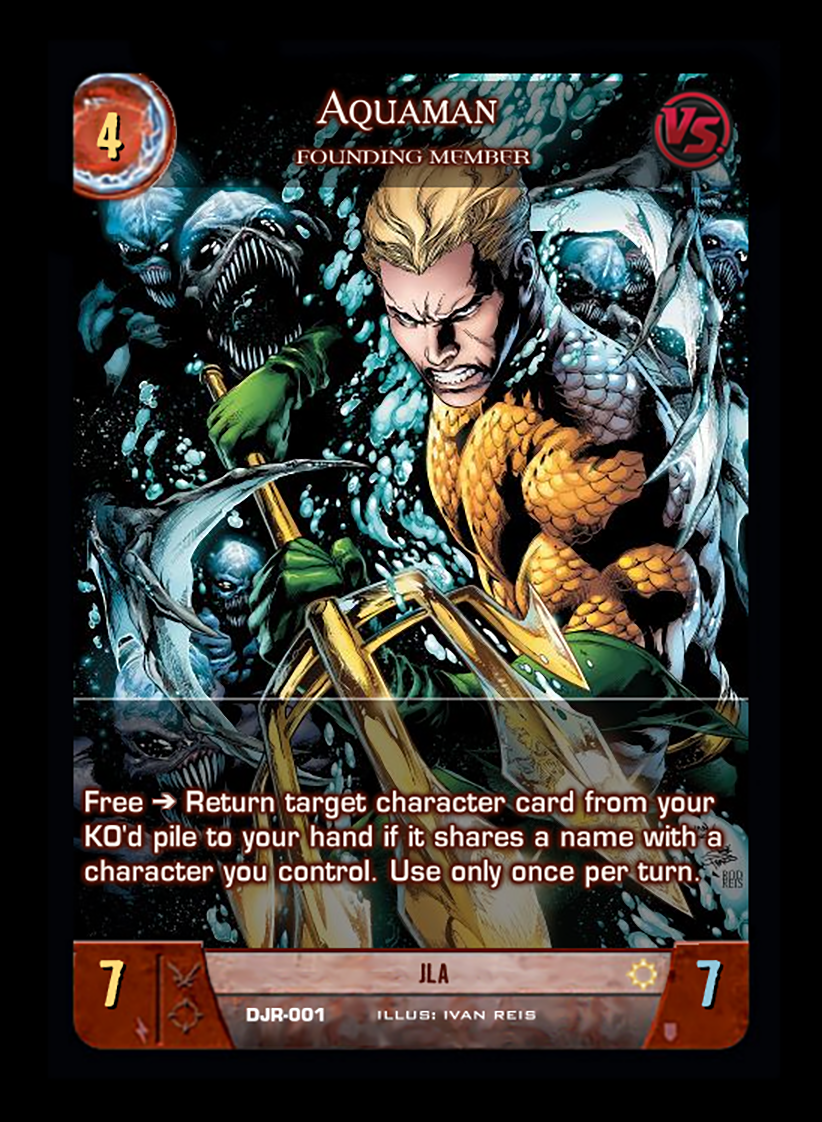 4
AQUAMAN
VS.
FOUNDING MEMBER
Free ➔ Return target character card from your
KO'd pile to your hand if it shares a name with a
character you control. Use only once per turn.
ROD
REIS
7
JLA
7
DJR-001 ILLUS: IVAN REIS